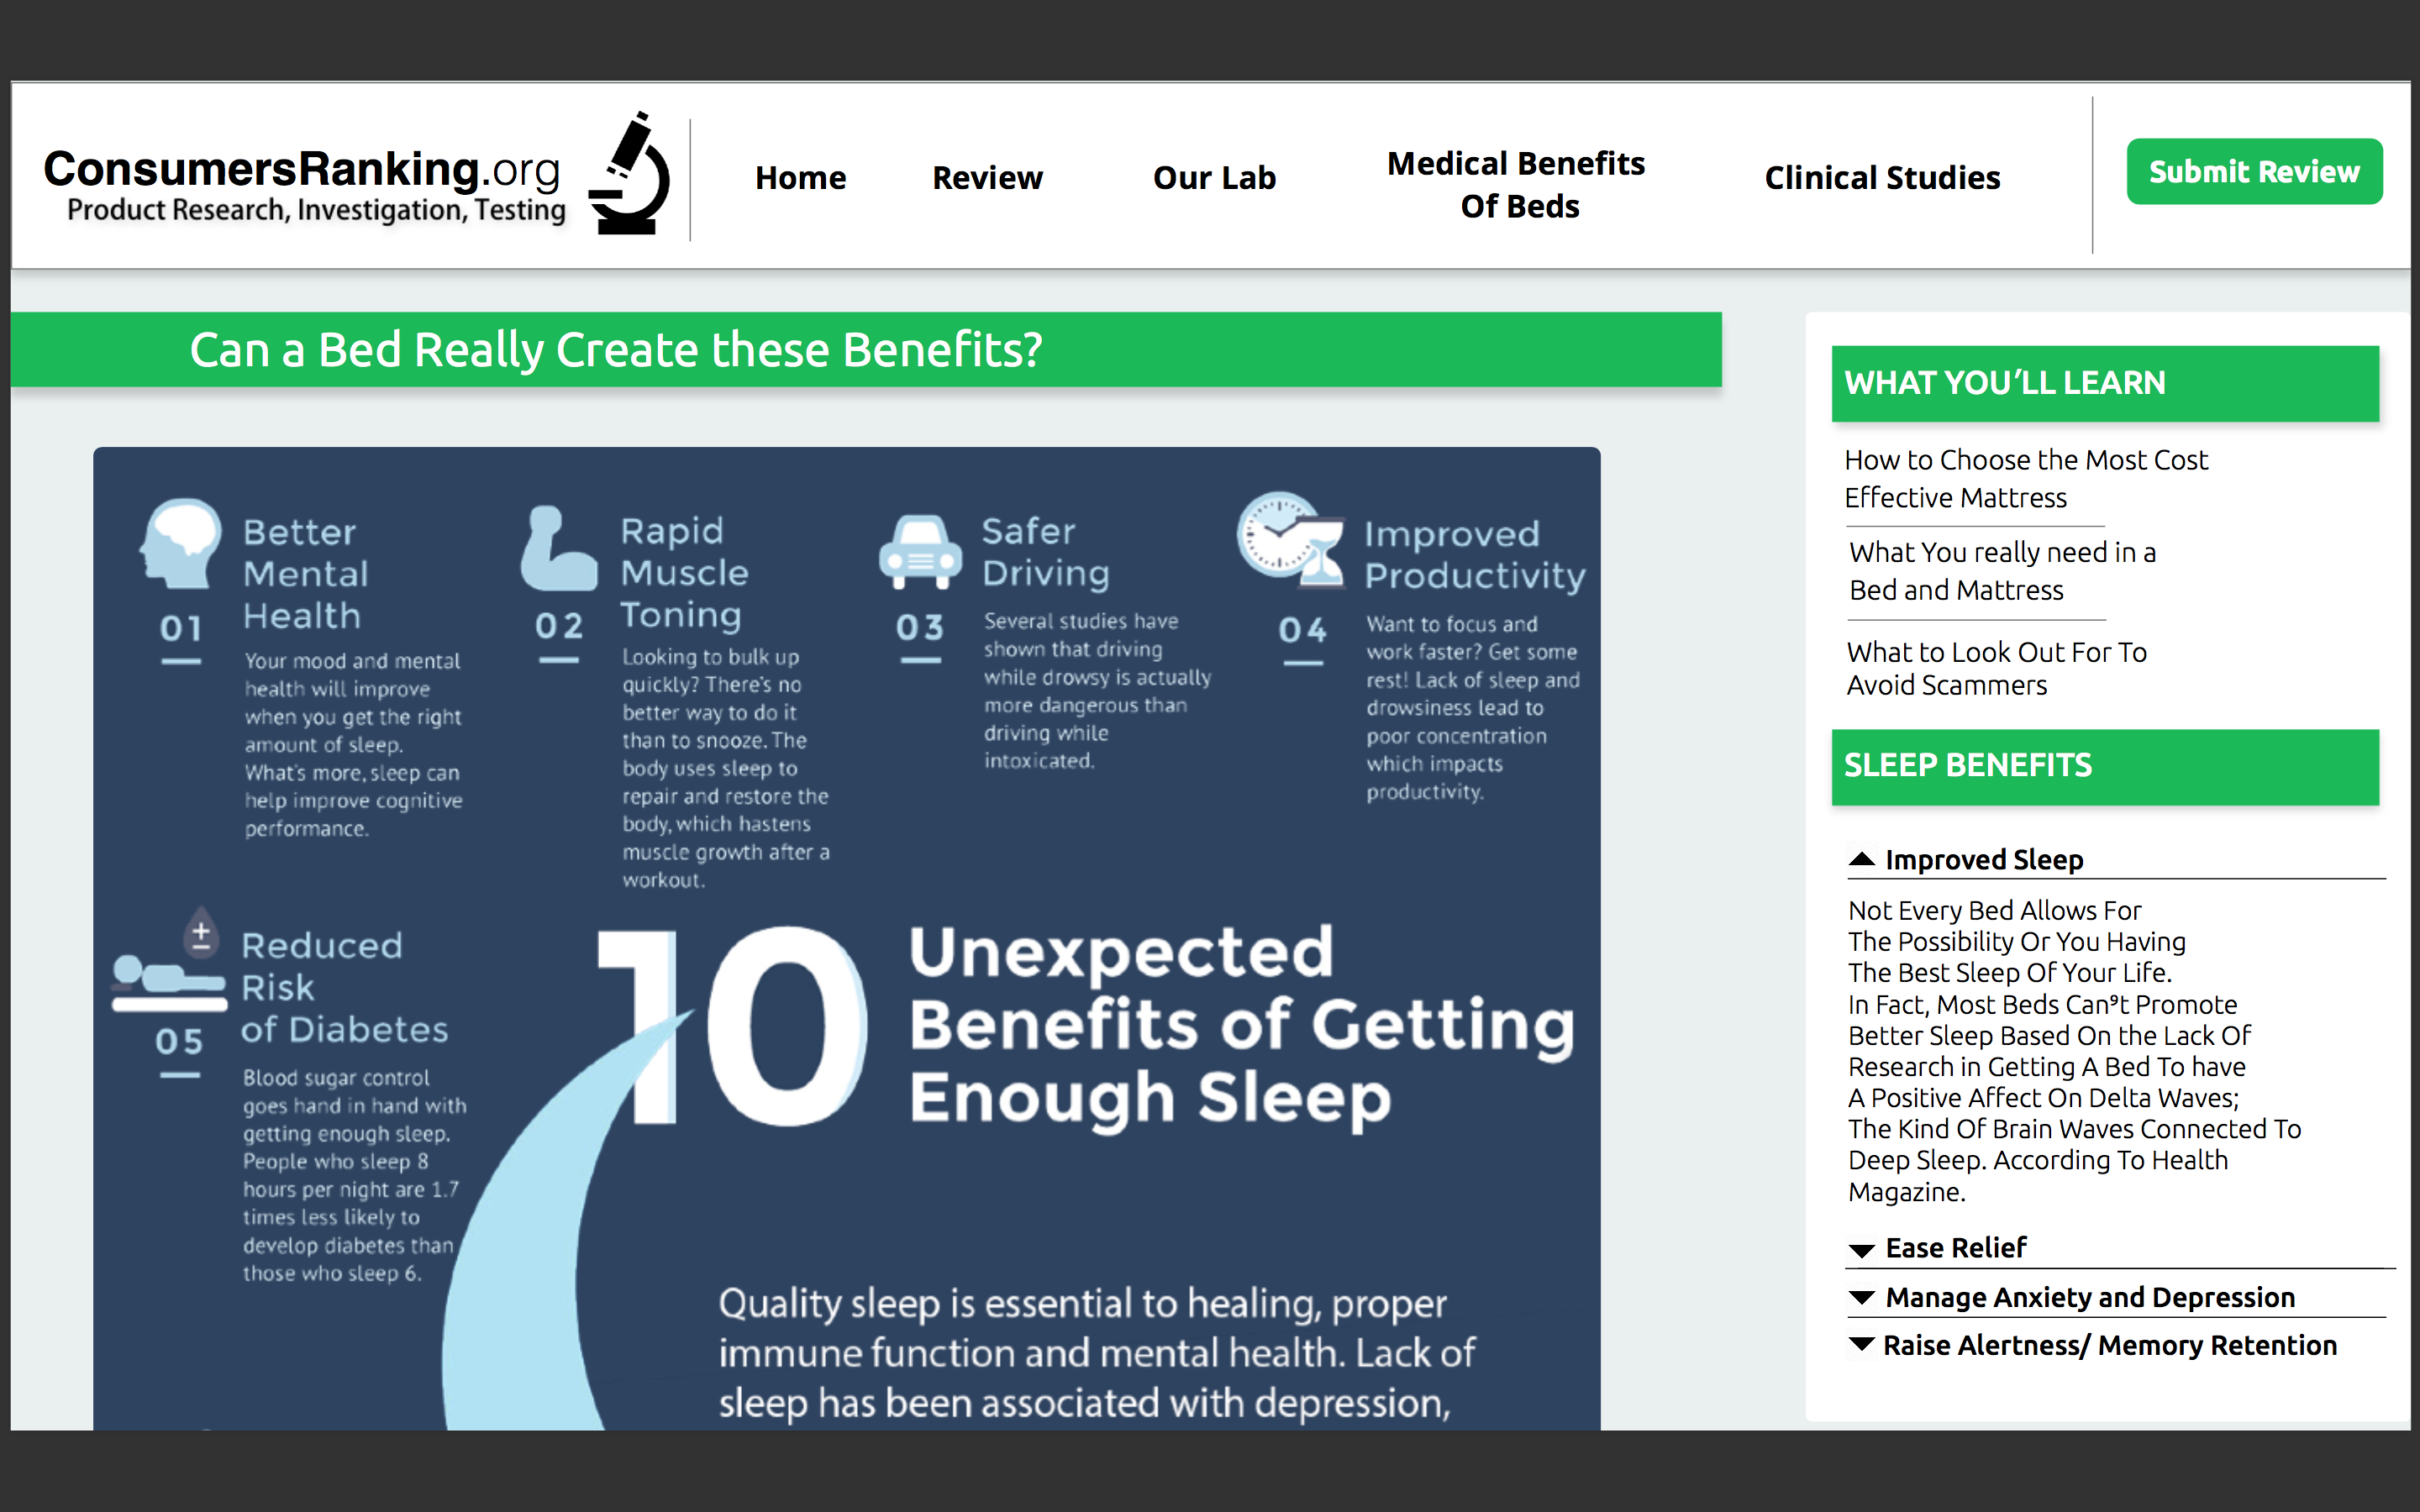 ConsumersRanking.org
Product Research, Investigation, Testing
Home
Review
Our Lab
Medical Benefits
Of Beds
Clinical Studies
Submit Review
Can a Bed Really Create these Benefits?
01
Better
Mental
Health
Your mood and mental
health will improve
when you get the right
amount of sleep.
What's more, sleep can
help improve cognitive
performance.
02
Rapid
Muscle
Toning
Looking to bulk up
quickly? There's no
better way to do it
than to snooze. The
body uses sleep to
repair and restore the
body, which hastens
muscle growth after a
workout.
03
Safer
Driving
Several studies have
shown that driving
while drowsy is actually
more dangerous than
driving while
intoxicated.
04
Improved
Productivity
Want to focus and
work faster? Get some
rest! Lack of sleep and
drowsiness lead to
poor concentration
which impacts
productivity.
05
Reduced
Risk
of Diabetes
Blood sugar control
goes hand in hand with
getting enough sleep.
People who sleep 8
hours per night are 1.7
times less likely to
develop diabetes than
those who sleep 6.
10
Unexpected
Benefits of Getting
Enough Sleep
Quality sleep is essential to healing, proper
immune function and mental health. Lack of
sleep has been associated with depression,
WHAT YOU'LL LEARN
How to Choose the Most Cost
Effective Mattress
What You really need in a
Bed and Mattress
What to Look Out For To
Avoid Scammers
SLEEP BENEFITS
Improved Sleep
Not Every Bed Allows For
The Possibility Or You Having
The Best Sleep Of Your Life.
In Fact, Most Beds Can⁹t Promote
Better Sleep Based On the Lack Of
Research in Getting A Bed To have
A Positive Affect On Delta Waves;
The Kind Of Brain Waves Connected To
Deep Sleep. According To Health
Magazine.
Ease Relief
Manage Anxiety and Depression
Raise Alertness/ Memory Retention